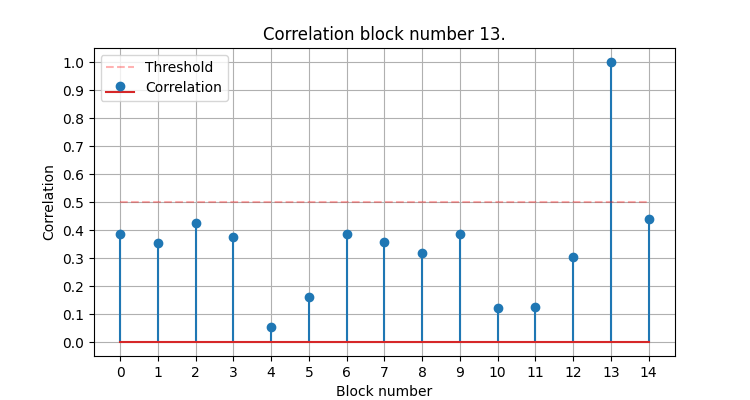 Correlation block number 13.
Threshold
Correlation
Correlation
1.0
0.9
0.8
0.7
0.6
0.5
0.4
0.3
0.2
0.1
0.0
0 1 2 3 4 5 6 7 8 9 10 11 12 13 14
Block number